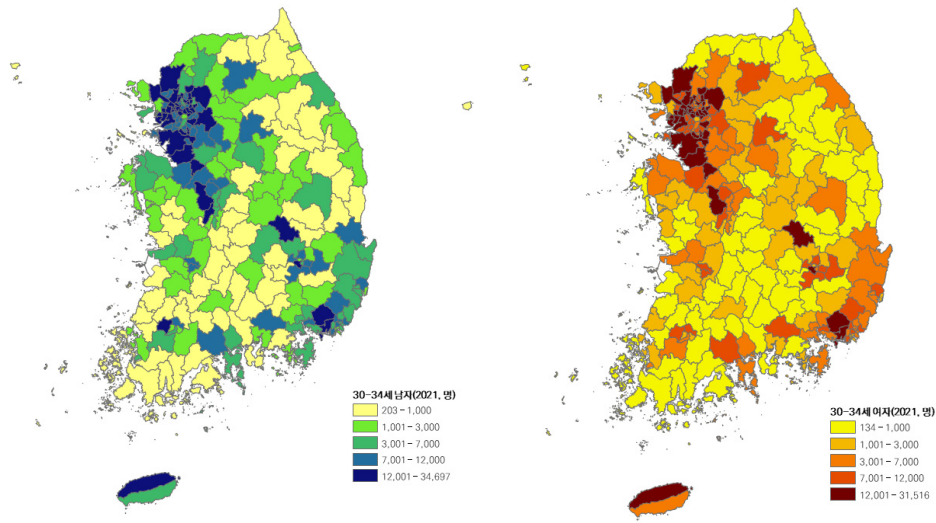 30-34세 남자(2021, 명)
203 - 1,000
1,001 - 3,000
3,001 - 7,000
7,001 - 12,000
12,001 - 34,697
30-34세 여자(2021, 명)
134 - 1,000
1,001 - 3,000
3,001 - 7,000
7,001 - 12,000
12,001 - 31,516